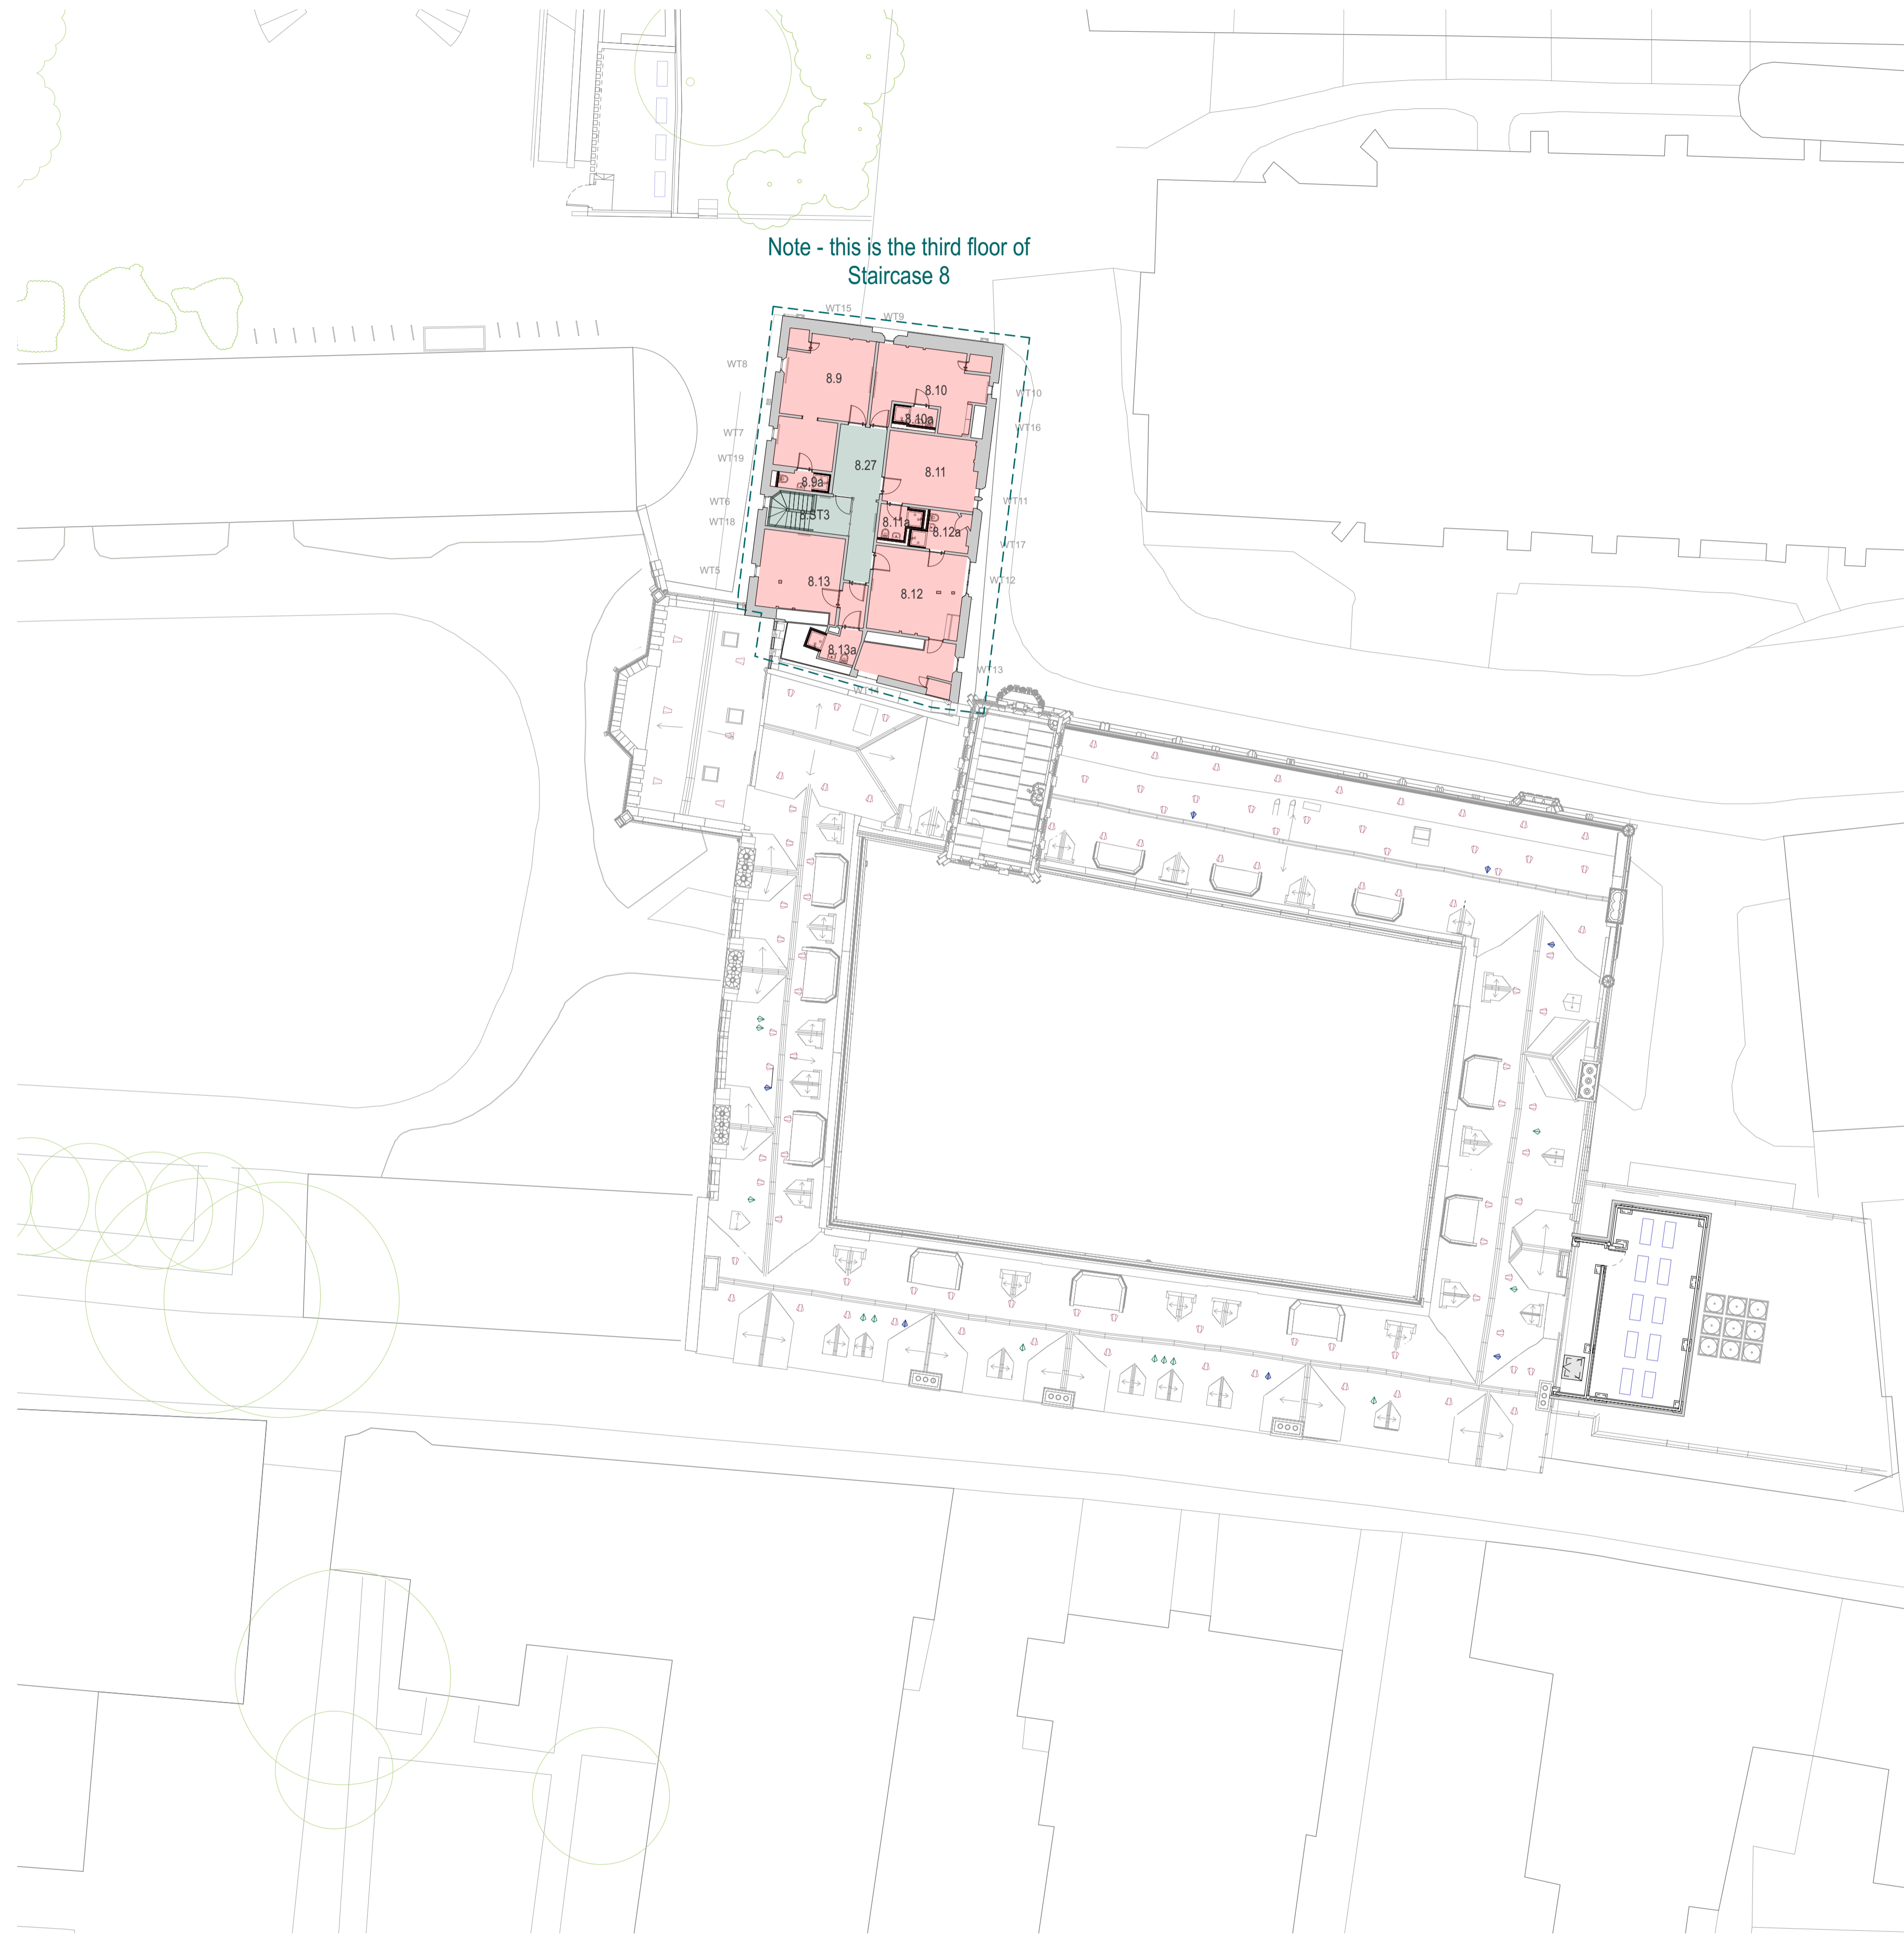 Note - this is the third floor of
Staircase 8
WT15
WT9
WT8
8.9
8.10
WT10
8.10a
WT16
WT7
WT19
8.27
8.11
8.9a
WT6
WT11
8.ST3
WT18
8.11a
8.12a
WT17
WT5
8.13
WT12
8.12
8.13a
WT13
WT14